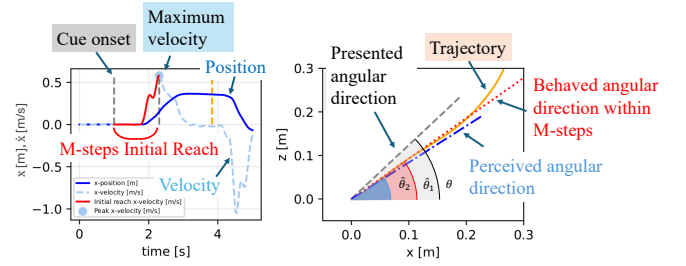 Cue onset
Maximum
velocity
Position
M-steps Initial Reach
Velocity
x [m], ẋ [m/s]
0.5
0.0
−0.5
−1.0
x-position [m]
x-velocity [m/s]
Initial reach x-velocity [m/s]
Peak x-velocity [m/s]
0
2
4
time [s]
Presented
angular
direction
Trajectory
Behaved angular
direction within
M-steps
Perceived angular
direction
z [m]
0.3
0.2
0.1
0.0
θ̂₂
θ̂₁
θ
0.0
0.1
0.2
0.3
x [m]